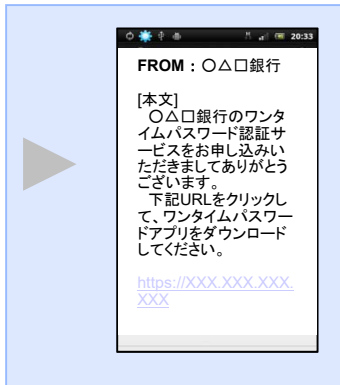 20:33
FROM：〇△□銀行
[本文]
　〇△□銀行のワンタ
イムパスワード認証サ
ービスをお申し込みい
ただきましてありがとう
ございます。
　下記URLをクリックし
て、ワンタイムパスワー
ドアプリをダウンロード
してください。
https://XXX.XXX.XXX.
XXX